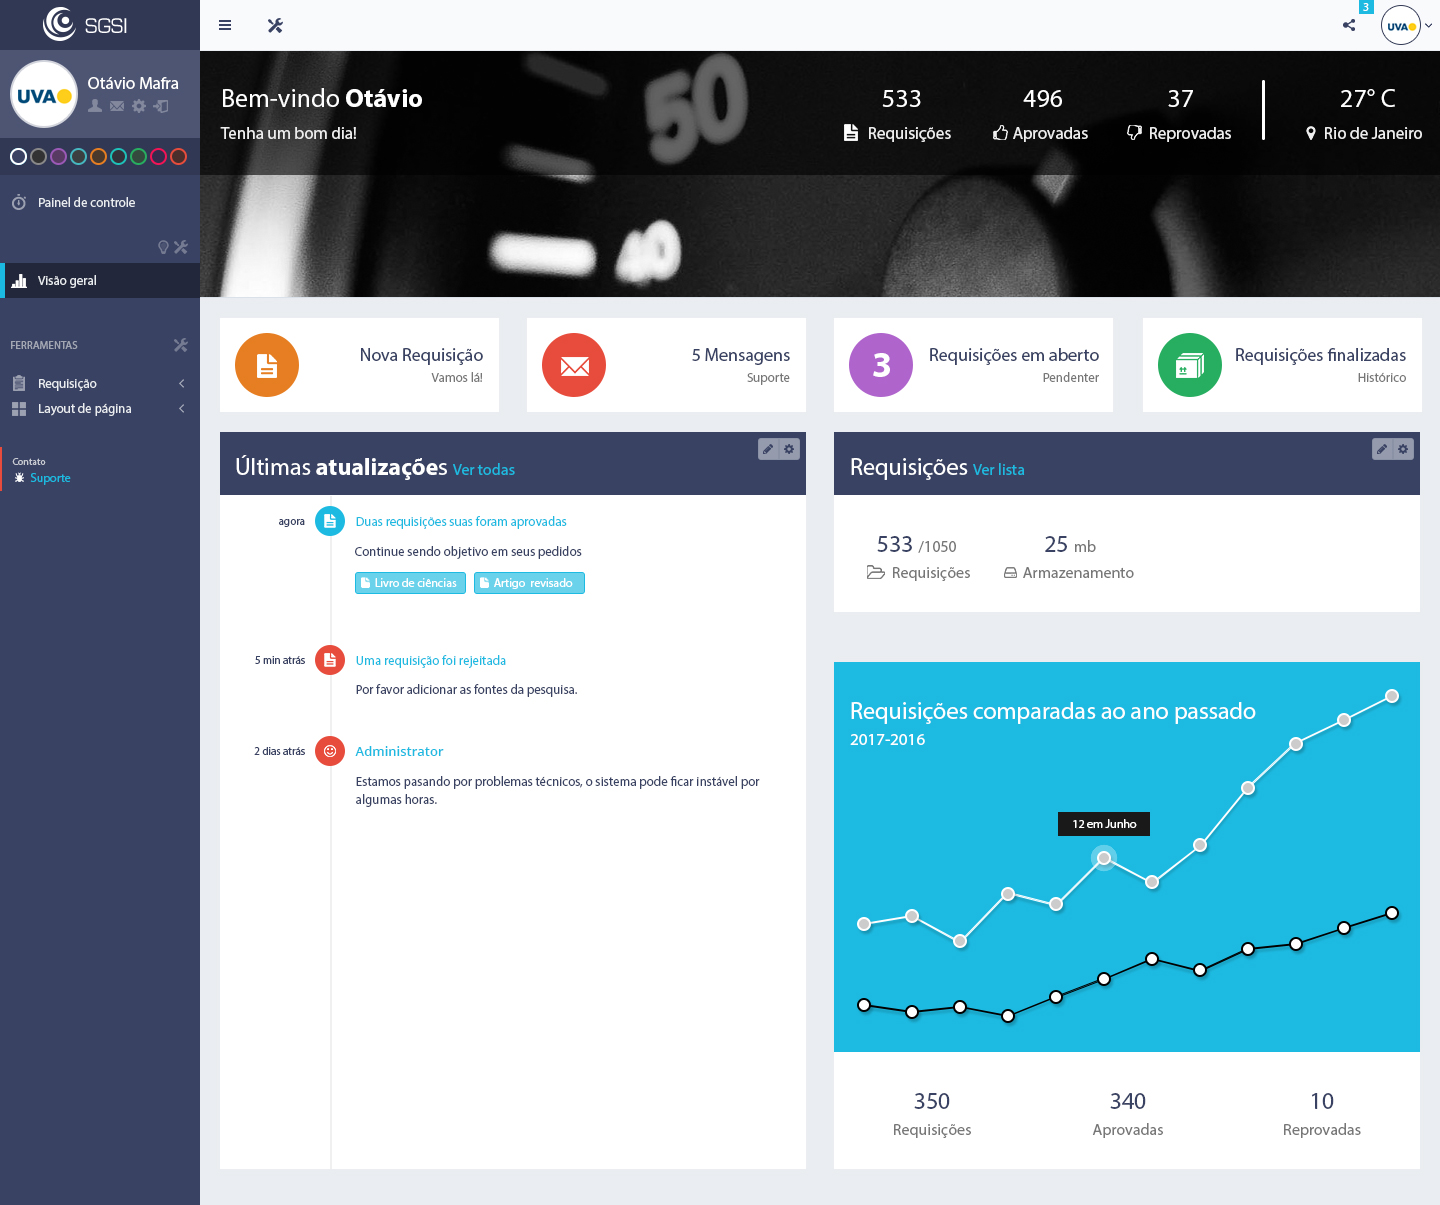 SGSI
3
UVA
UVA
Otávio Mafra
Bem-vindo Otávio
Tenha um bom dia!
50
40
533
Requisições
496
Aprovadas
37
Reprovadas
27° C
Rio de Janeiro
Painel de controle
Visão geral
FERRAMENTAS
Requisição
Layout de página
Contato
Suporte
Nova Requisição
Vamos lá!
5 Mensagens
Suporte
3
Requisições em aberto
Pendenter
Requisições finalizadas
Histórico
Últimas atualizações Ver todas
agora
Duas requisições suas foram aprovadas
Continue sendo objetivo em seus pedidos
Livro de ciências
Artigo revisado
5 min atrás
Uma requisição foi rejeitada
Por favor adicionar as fontes da pesquisa.
2 dias atrás
Administrator
Estamos pasando por problemas técnicos, o sistema pode ficar instável por
algumas horas.
Requisições Ver lista
533 /1050
Requisições
25 mb
Armazenamento
Requisições comparadas ao ano passado
2017-2016
12 em Junho
350
Requisições
340
Aprovadas
10
Reprovadas